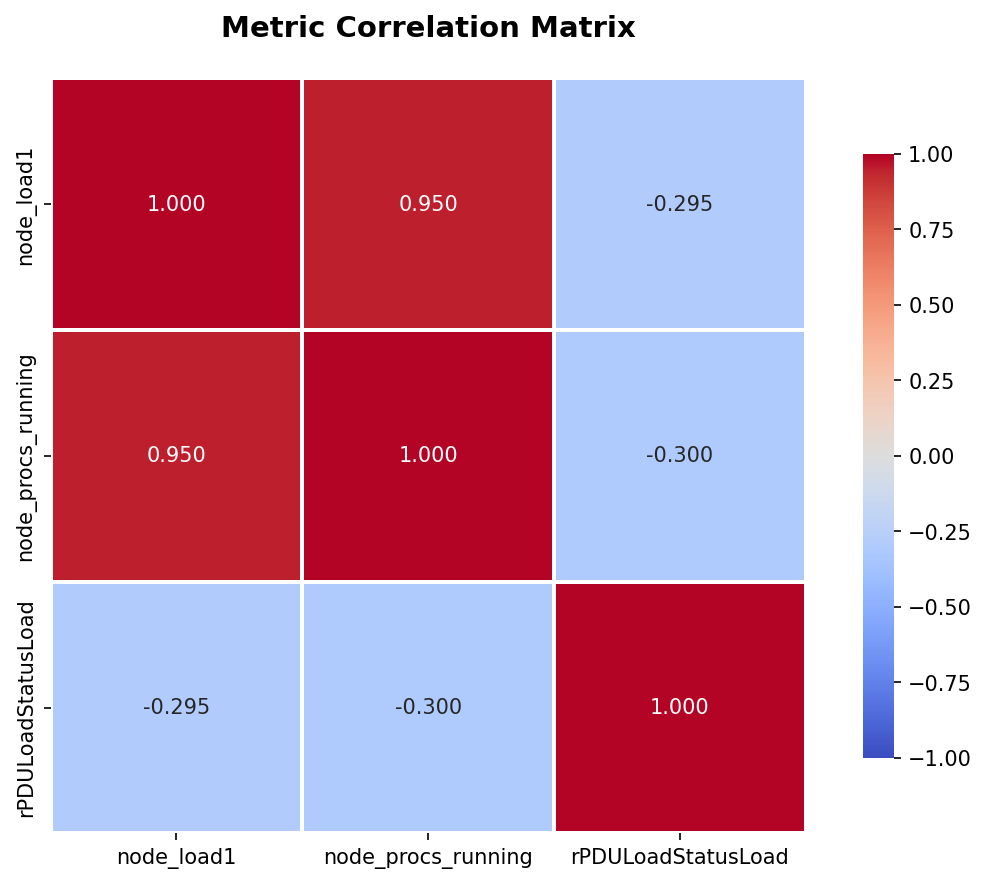 Metric Correlation Matrix
node_load1
1.000
0.950
-0.295
node_procs_running
0.950
1.000
-0.300
rPDULoadStatusLoad
-0.295
-0.300
1.000
node_load1
node_procs_running
rPDULoadStatusLoad
1.00
0.75
0.50
0.25
0.00
−0.25
−0.50
−0.75
−1.00